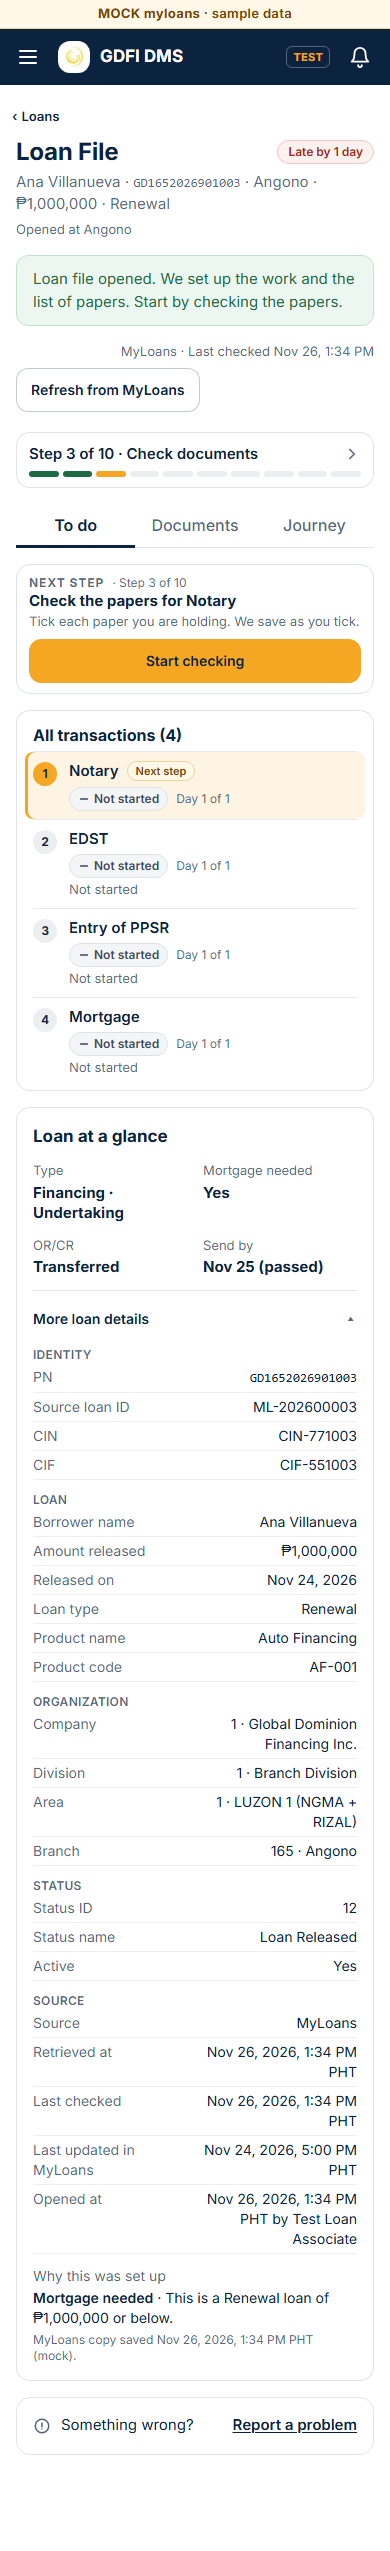 MOCK myloans · sample data
GDFI DMS
TEST
‹ Loans
Loan File
Late by 1 day
Ana Villanueva · GD1652026901003 · Angono ·
₱1,000,000 · Renewal
Opened at Angono
Loan file opened. We set up the work and the
list of papers. Start by checking the papers.
MyLoans · Last checked Nov 26, 1:34 PM
Refresh from MyLoans
Step 3 of 10 · Check documents
To do
Documents
Journey
NEXT STEP · Step 3 of 10
Check the papers for Notary
Tick each paper you are holding. We save as you tick.
Start checking
All transactions (4)
1 Notary Next step
– Not started Day 1 of 1
2 EDST
– Not started Day 1 of 1
Not started
3 Entry of PPSR
– Not started Day 1 of 1
Not started
4 Mortgage
– Not started Day 1 of 1
Not started
Loan at a glance
Type
Financing ·
Undertaking
Mortgage needed
Yes
OR/CR
Transferred
Send by
Nov 25 (passed)
More loan details
IDENTITY
PN GD1652026901003
Source loan ID ML-202600003
CIN CIN-771003
CIF CIF-551003
LOAN
Borrower name Ana Villanueva
Amount released ₱1,000,000
Released on Nov 24, 2026
Loan type Renewal
Product name Auto Financing
Product code AF-001
ORGANIZATION
Company 1 · Global Dominion
Financing Inc.
Division 1 · Branch Division
Area 1 · LUZON 1 (NGMA +
RIZAL)
Branch 165 · Angono
STATUS
Status ID 12
Status name Loan Released
Active Yes
SOURCE
Source MyLoans
Retrieved at Nov 26, 2026, 1:34 PM
PHT
Last checked Nov 26, 2026, 1:34 PM
PHT
Last updated in Nov 24, 2026, 5:00 PM
MyLoans PHT
Opened at Nov 26, 2026, 1:34 PM
PHT by Test Loan
Associate
Why this was set up
Mortgage needed · This is a Renewal loan of
₱1,000,000 or below.
MyLoans copy saved Nov 26, 2026, 1:34 PM PHT
(mock).
Something wrong?
Report a problem